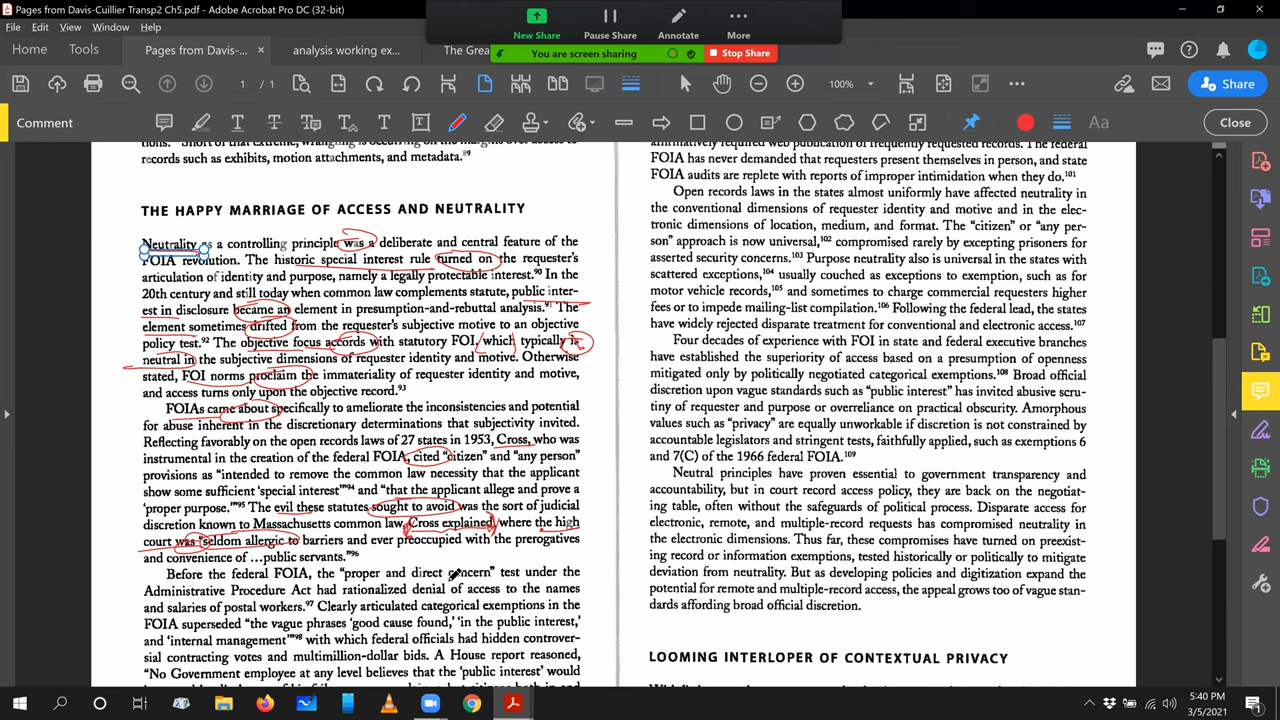 Pages from Davis-Cuillier Transp2 Ch5.pdf - Adobe Acrobat Pro DC (32-bit)
File Edit View Window Help
New Share
Pause Share
Annotate
More
You are screen sharing
Stop Share
Home
Tools
Pages from Davis-...
analysis working ex...
The Grea
1 / 1
100%
Share
Comment
Aa
Close
records such as exhibits, motion attachments, and metadata.89
THE HAPPY MARRIAGE OF ACCESS AND NEUTRALITY
Neutrality as a controlling principle was a deliberate and central feature of the
FOIA revolution. The historic special interest rule turned on the requester's
articulation of identity and purpose, namely a legally protectable interest.90 In the
20th century and still today when common law complements statute, public inter-
est in disclosure became an element in presumption-and-rebuttal analysis.91 The
element sometimes drifted from the requester's subjective motive to an objective
policy test.92 The objective focus accords with statutory FOI, which typically is
neutral in the subjective dimensions of requester identity and motive. Otherwise
stated, FOI norms proclaim the immateriality of requester identity and motive,
and access turns only upon the objective record.93
FOIAs came about specifically to ameliorate the inconsistencies and potential
for abuse inherent in the discretionary determinations that subjectivity invited.
Reflecting favorably on the open records laws of 27 states in 1953, Cross, who was
instrumental in the creation of the federal FOIA, cited "citizen" and "any person"
provisions as "intended to remove the common law necessity that the applicant
show some sufficient 'special interest'"94 and "that the applicant allege and prove a
'proper purpose.'"95 The evil these statutes sought to avoid was the sort of judicial
discretion known to Massachusetts common law, Cross explained, where the high
court was "seldom allergic to barriers and ever preoccupied with the prerogatives
and convenience of ...public servants."96
Before the federal FOIA, the "proper and direct concern" test under the
Administrative Procedure Act had rationalized denial of access to the names
and salaries of postal workers.97 Clearly articulated categorical exemptions in the
FOIA superseded "the vague phrases 'good cause found,' 'in the public interest,'
and 'internal management'"98 with which federal officials had hidden controver-
sial contracting votes and multimillion-dollar bids. A House report reasoned,
"No Government employee at any level believes that the 'public interest' would
FOIA has never demanded that requesters present themselves in person, and state
FOIA audits are replete with reports of improper intimidation when they do.101
Open records laws in the states almost uniformly have affected neutrality in
the conventional dimensions of requester identity and motive and in the elec-
tronic dimensions of location, medium, and format. The "citizen" or "any per-
son" approach is now universal,102 compromised rarely by excepting prisoners for
asserted security concerns.103 Purpose neutrality also is universal in the states with
scattered exceptions,104 usually couched as exceptions to exemption, such as for
motor vehicle records,105 and sometimes to charge commercial requesters higher
fees or to impede mailing-list compilation.106 Following the federal lead, the states
have widely rejected disparate treatment for conventional and electronic access.107
Four decades of experience with FOI in state and federal executive branches
have established the superiority of access based on a presumption of openness
mitigated only by politically negotiated categorical exemptions.108 Broad official
discretion upon vague standards such as "public interest" has invited abusive scru-
tiny of requester and purpose or overreliance on practical obscurity. Amorphous
values such as "privacy" are equally unworkable if discretion is not constrained by
accountable legislators and stringent tests, faithfully applied, such as exemptions 6
and 7(C) of the 1966 federal FOIA.109
Neutral principles have proven essential to government transparency and
accountability, but in court record access policy, they are back on the negotiat-
ing table, often without the safeguards of political process. Disparate access for
electronic, remote, and multiple-record requests has compromised neutrality in
the electronic dimensions. Thus far, these compromises have turned on preexist-
ing record or information exemptions, tested historically or politically to mitigate
deviation from neutrality. But as developing policies and digitization expand the
potential for remote and multiple-record access, the appeal grows too of vague stan-
dards affording broad official discretion.
LOOMING INTERLOPER OF CONTEXTUAL PRIVACY
5:40 PM
3/5/2021